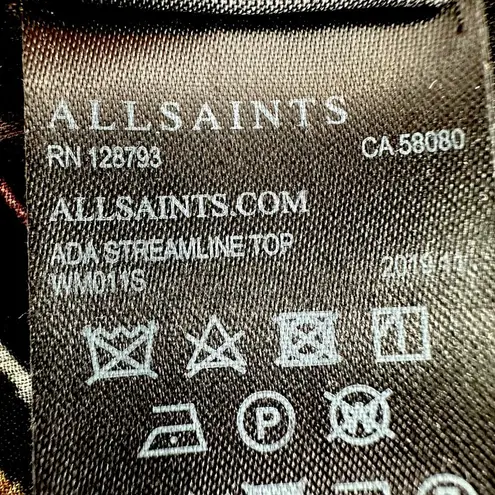 ALLSAINTS
RN 128793 CA 58080
ALLSAINTS.COM
ADA STREAMLINE TOP
WM011S
P
W